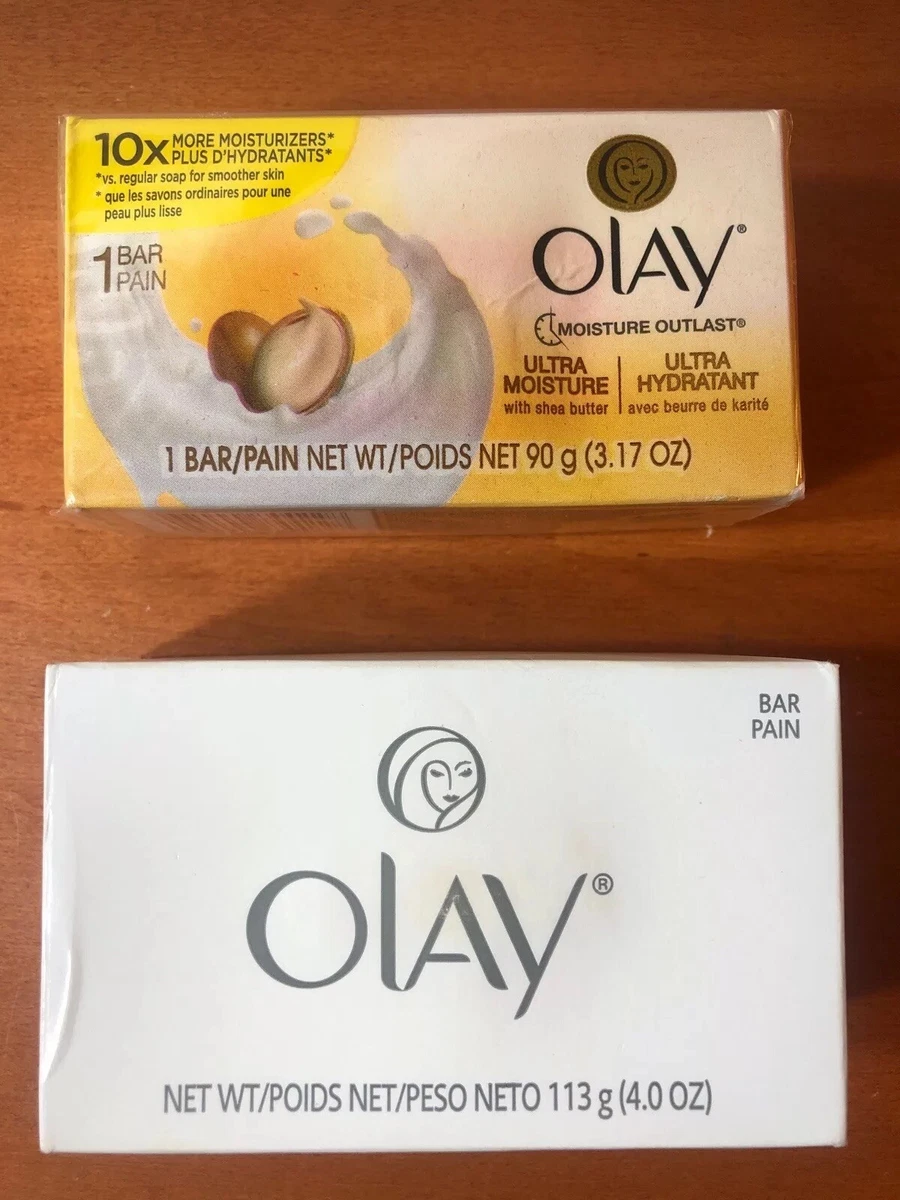 10x MORE MOISTURIZERS*
PLUS D'HYDRATANTS*
*vs. regular soap for smoother skin
* que les savons ordinaires pour une
peau plus lisse
1 BAR
PAIN
OLAY®
MOISTURE OUTLAST®
ULTRA
MOISTURE
with shea butter
ULTRA
HYDRATANT
avec beurre de karité
1 BAR/PAIN NET WT/POIDS NET 90 g (3.17 OZ)
BAR
PAIN
OLAY®
NET WT/POIDS NET/PESO NETO 113 g (4.0 OZ)